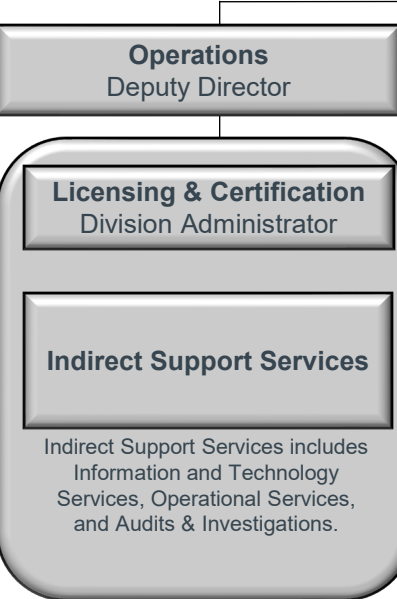 Operations
Deputy Director
Licensing & Certification
Division Administrator
Indirect Support Services
Indirect Support Services includes
Information and Technology
Services, Operational Services,
and Audits & Investigations.